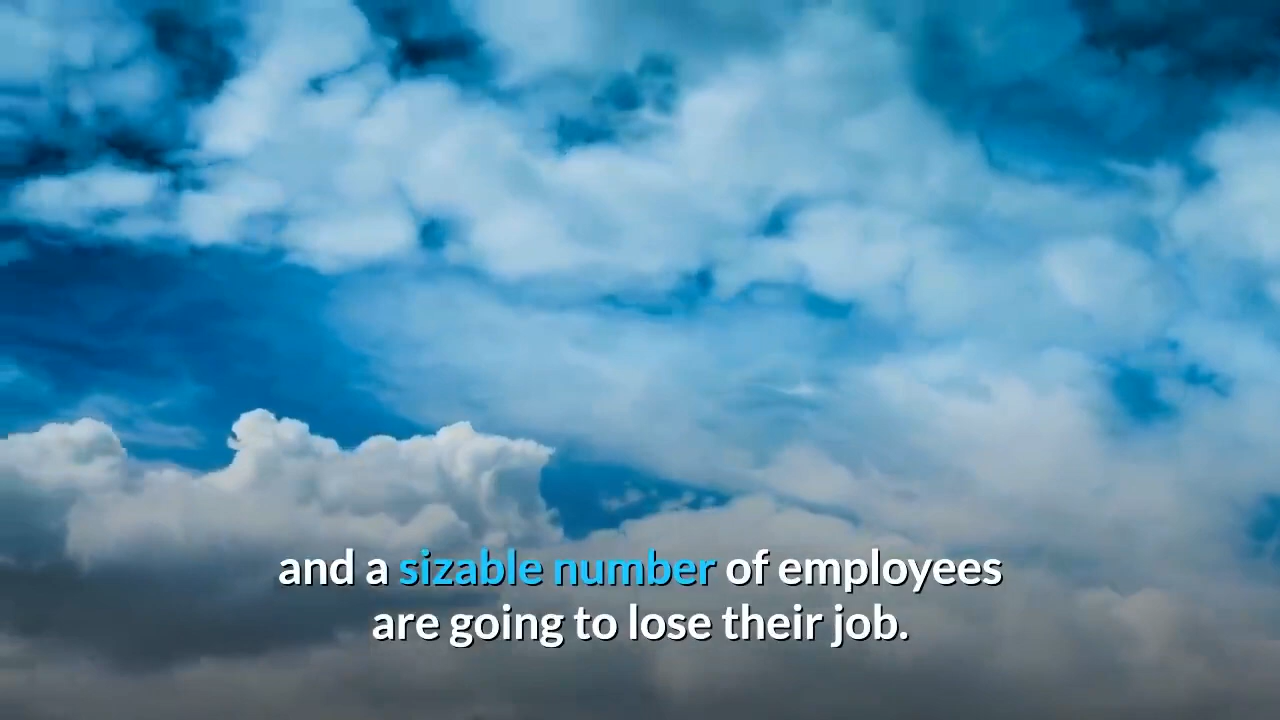 and a sizable number of employees
are going to lose their job.